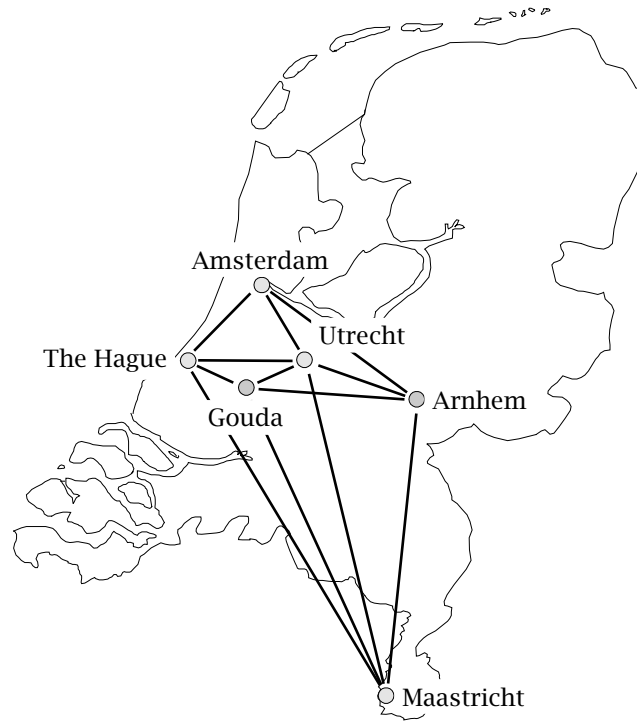 Amsterdam
Utrecht
The Hague
Arnhem
Gouda
Maastricht